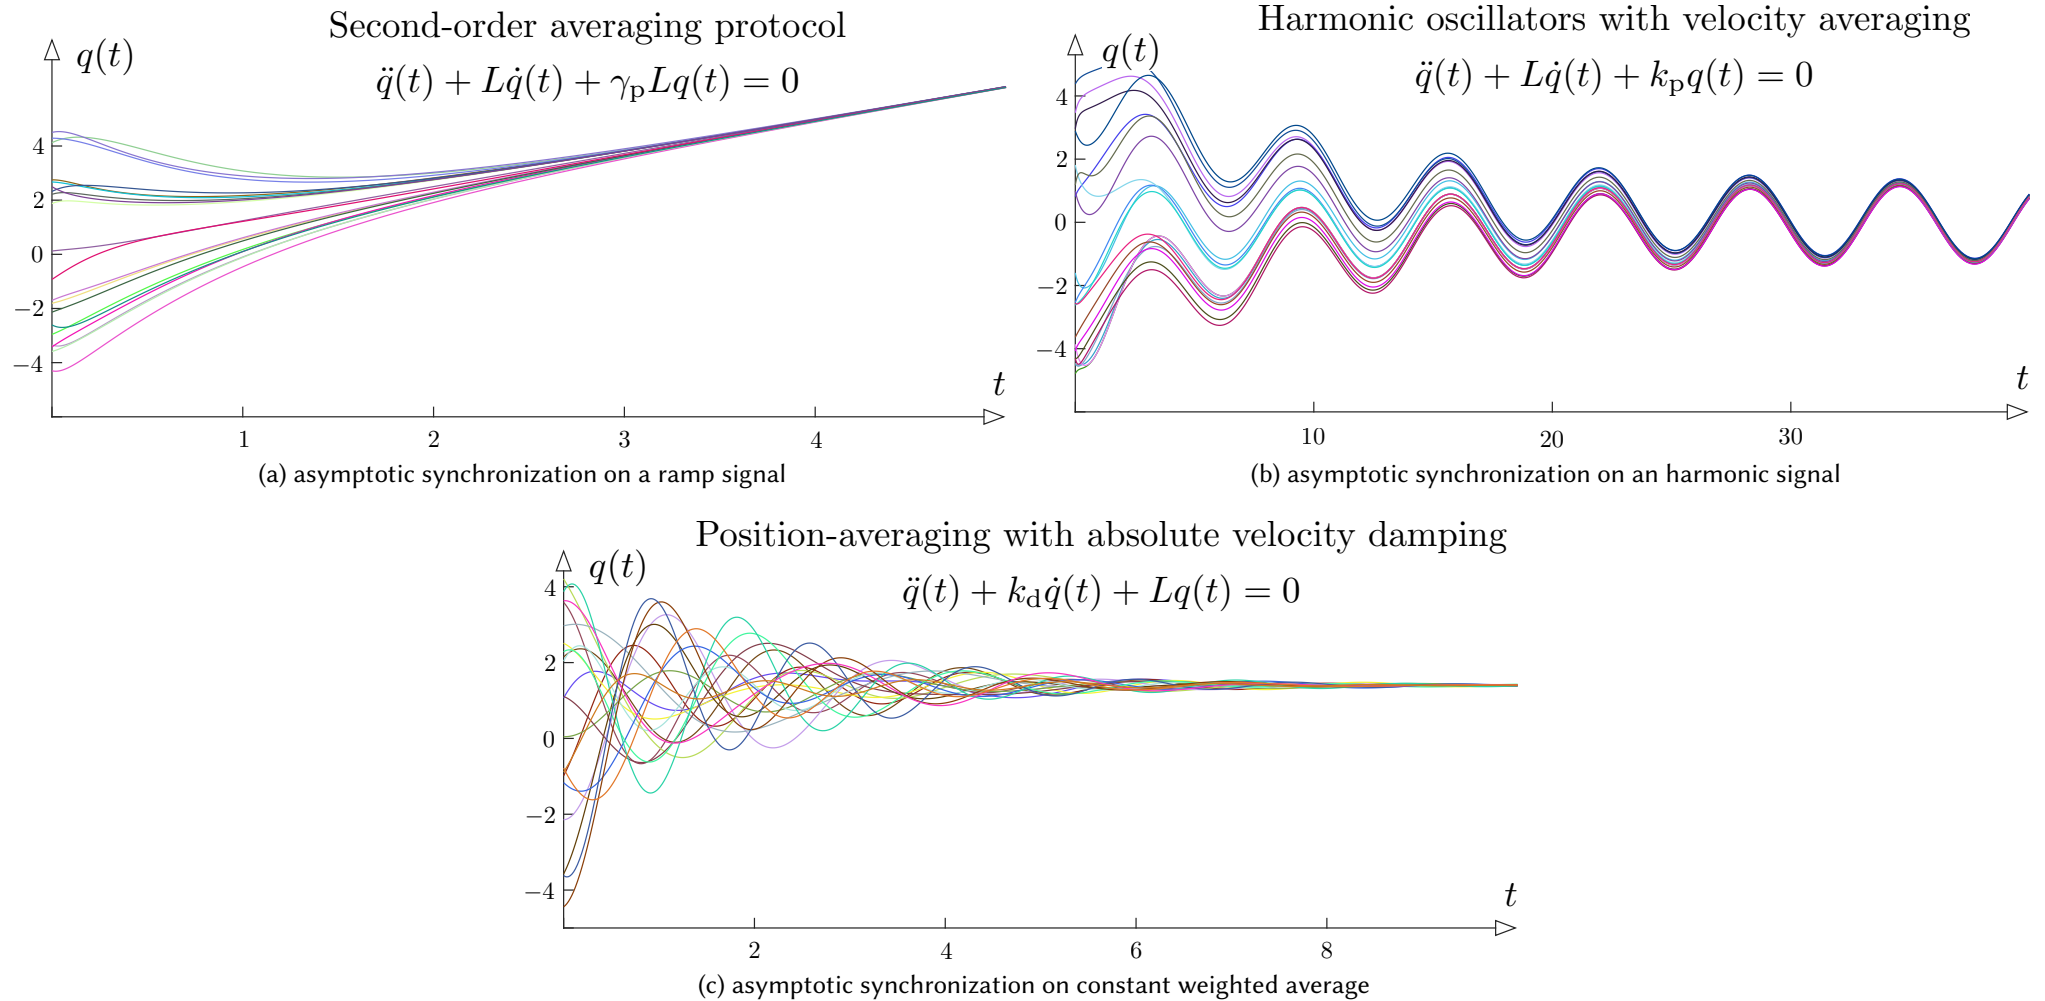 Second-order averaging protocol
q̈(t) + Lq̇(t) + γₚLq(t) = 0
q(t)
4
2
0
−2
−4
t
1 2 3 4
(a) asymptotic synchronization on a ramp signal
Harmonic oscillators with velocity averaging
q̈(t) + Lq̇(t) + kₚq(t) = 0
q(t)
4
2
0
−2
−4
t
10 20 30
(b) asymptotic synchronization on an harmonic signal
Position-averaging with absolute velocity damping
q̈(t) + k_d q̇(t) + Lq(t) = 0
q(t)
4
2
0
−2
−4
t
2 4 6 8
(c) asymptotic synchronization on constant weighted average